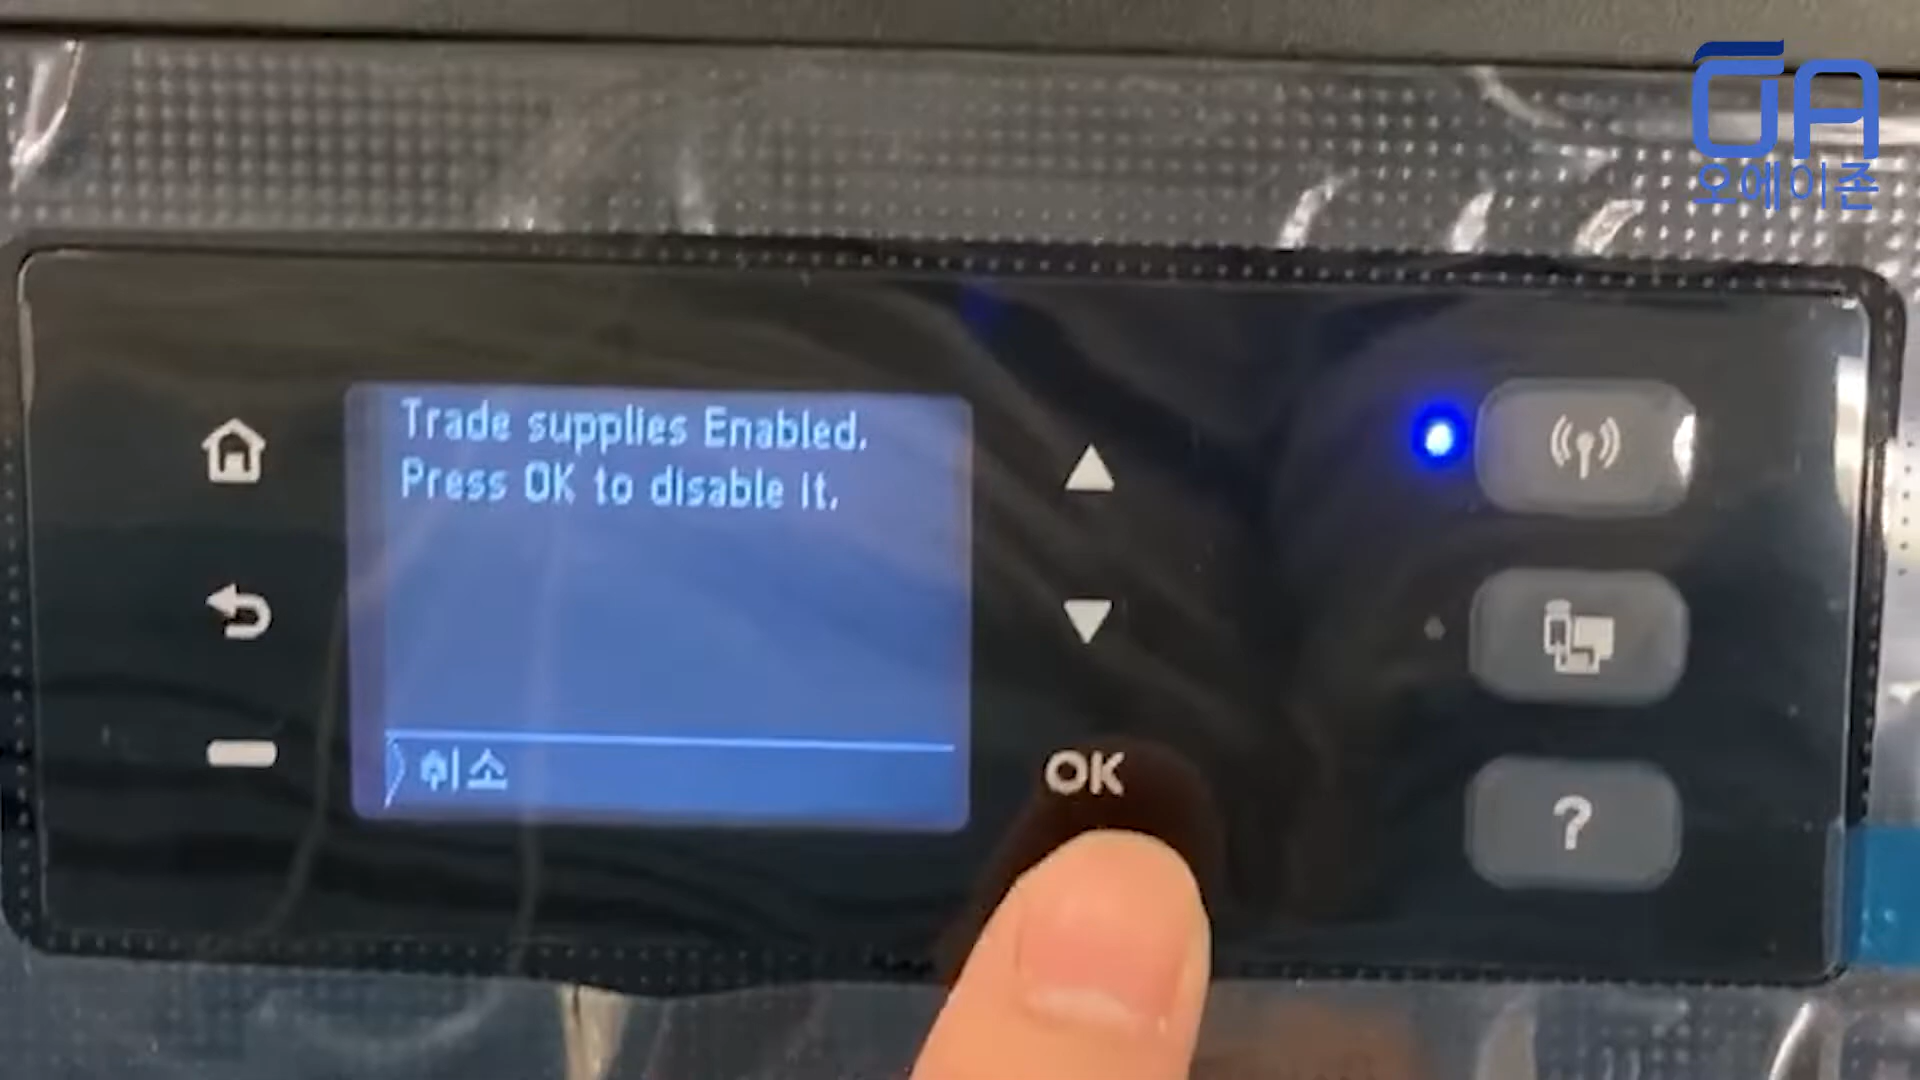 오에이존
Trade supplies Enabled.
Press OK to disable it.
취소
OK
?